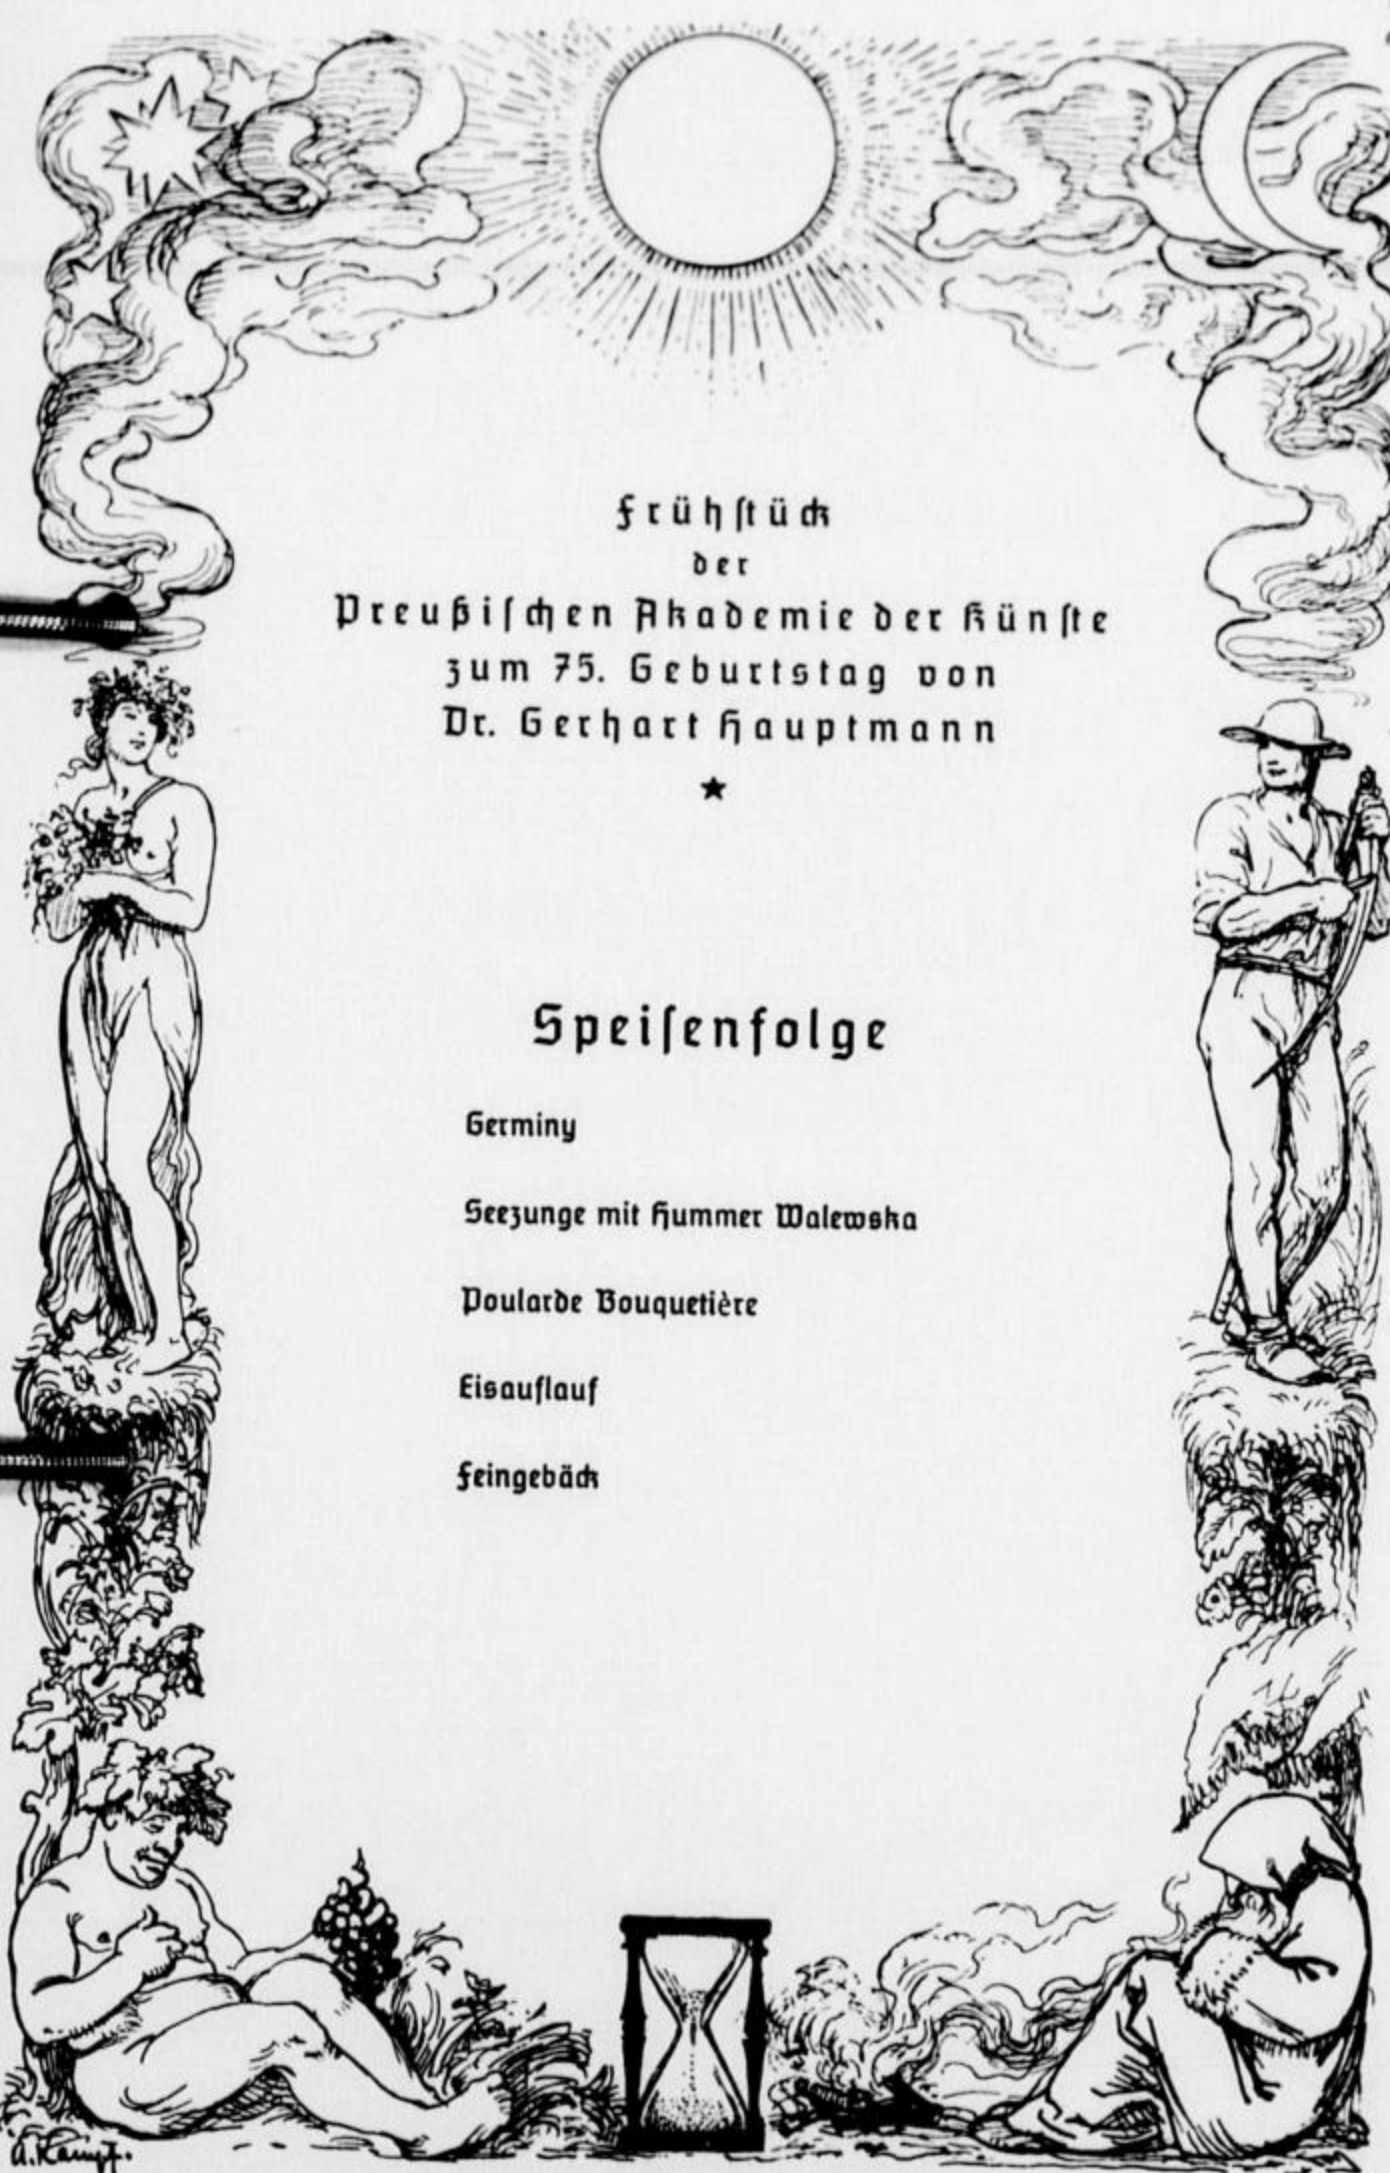 Frühstück
der
Preußischen Akademie der Künste
zum 75. Geburtstag von
Dr. Gerhart Hauptmann
★
Speisenfolge
Germiny
Seezunge mit Hummer Walewska
Poularde Bouquetière
Eisauflauf
Feingebäck
A. Kampf.